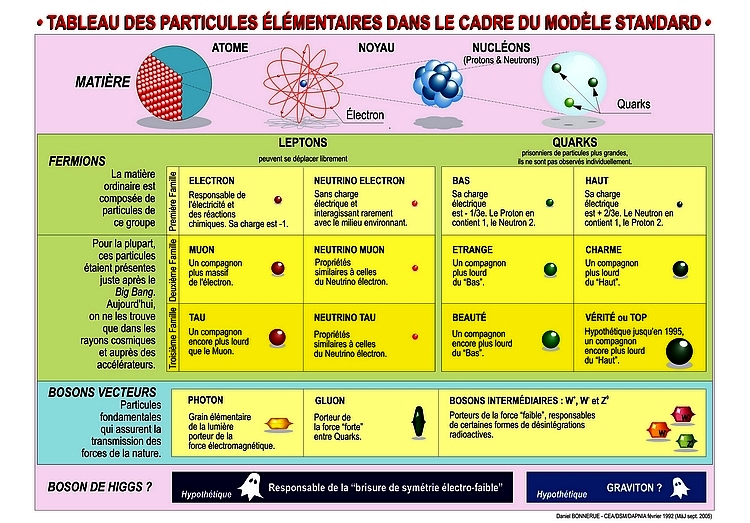 • TABLEAU DES PARTICULES ÉLÉMENTAIRES DANS LE CADRE DU MODÈLE STANDARD •
MATIÈRE
ATOME
NOYAU
NUCLÉONS
(Protons & Neutrons)
Électron
Quarks
FERMIONS
La matière
ordinaire est
composée de
particules de
ce groupe
Pour la plupart,
ces particules
étaient présentes
juste après le
Big Bang.
Aujourd'hui,
on ne les trouve
que dans les
rayons cosmiques
et auprès des
accélérateurs.
LEPTONS
peuvent se déplacer librement
QUARKS
prisonniers de particules plus grandes,
ils ne sont pas observés individuellement.
Première Famille
ELECTRON
Responsable de
l'électricité et
des réactions
chimiques. Sa charge est -1.
NEUTRINO ELECTRON
Sans charge
électrique et
interagissant rarement
avec le milieu environnant.
BAS
Sa charge
électrique
est - 1/3e. Le Proton en
contient 1, le Neutron 2.
HAUT
Sa charge
électrique
est + 2/3e. Le Neutron en
contient 1, le Proton 2.
Deuxième Famille
MUON
Un compagnon
plus massif
de l'électron.
NEUTRINO MUON
Propriétés
similaires à celles
du Neutrino électron.
ETRANGE
Un compagnon
plus lourd
du "Bas".
CHARME
Un compagnon
plus lourd
du "Haut".
Troisième Famille
TAU
Un compagnon
encore plus lourd
que le Muon.
NEUTRINO TAU
Propriétés
similaires à celles
du Neutrino électron.
BEAUTÉ
Un compagnon
encore plus lourd
du "Bas".
VÉRITÉ ou TOP
Hypothétique jusqu'en 1995,
un compagnon
encore plus lourd
du "Haut".
BOSONS VECTEURS
Particules
fondamentales
qui assurent la
transmission des
forces de la nature.
PHOTON
Grain élémentaire
de la lumière
porteur de la
force électromagnétique.
GLUON
Porteur de
la force "forte"
entre Quarks.
BOSONS INTERMÉDIAIRES : W⁺, W⁻ et Z⁰
Porteurs de la force "faible", responsables
de certaines formes de désintégrations
radioactives.
W⁺
W⁻
Z⁰
BOSON DE HIGGS ?
Hypothétique
Responsable de la "brisure de symétrie électro-faible"
Hypothétique
GRAVITON ?
Daniel BONNERUE - CEA/DSM/DAPNIA février 1992 (MàJ sept. 2005)